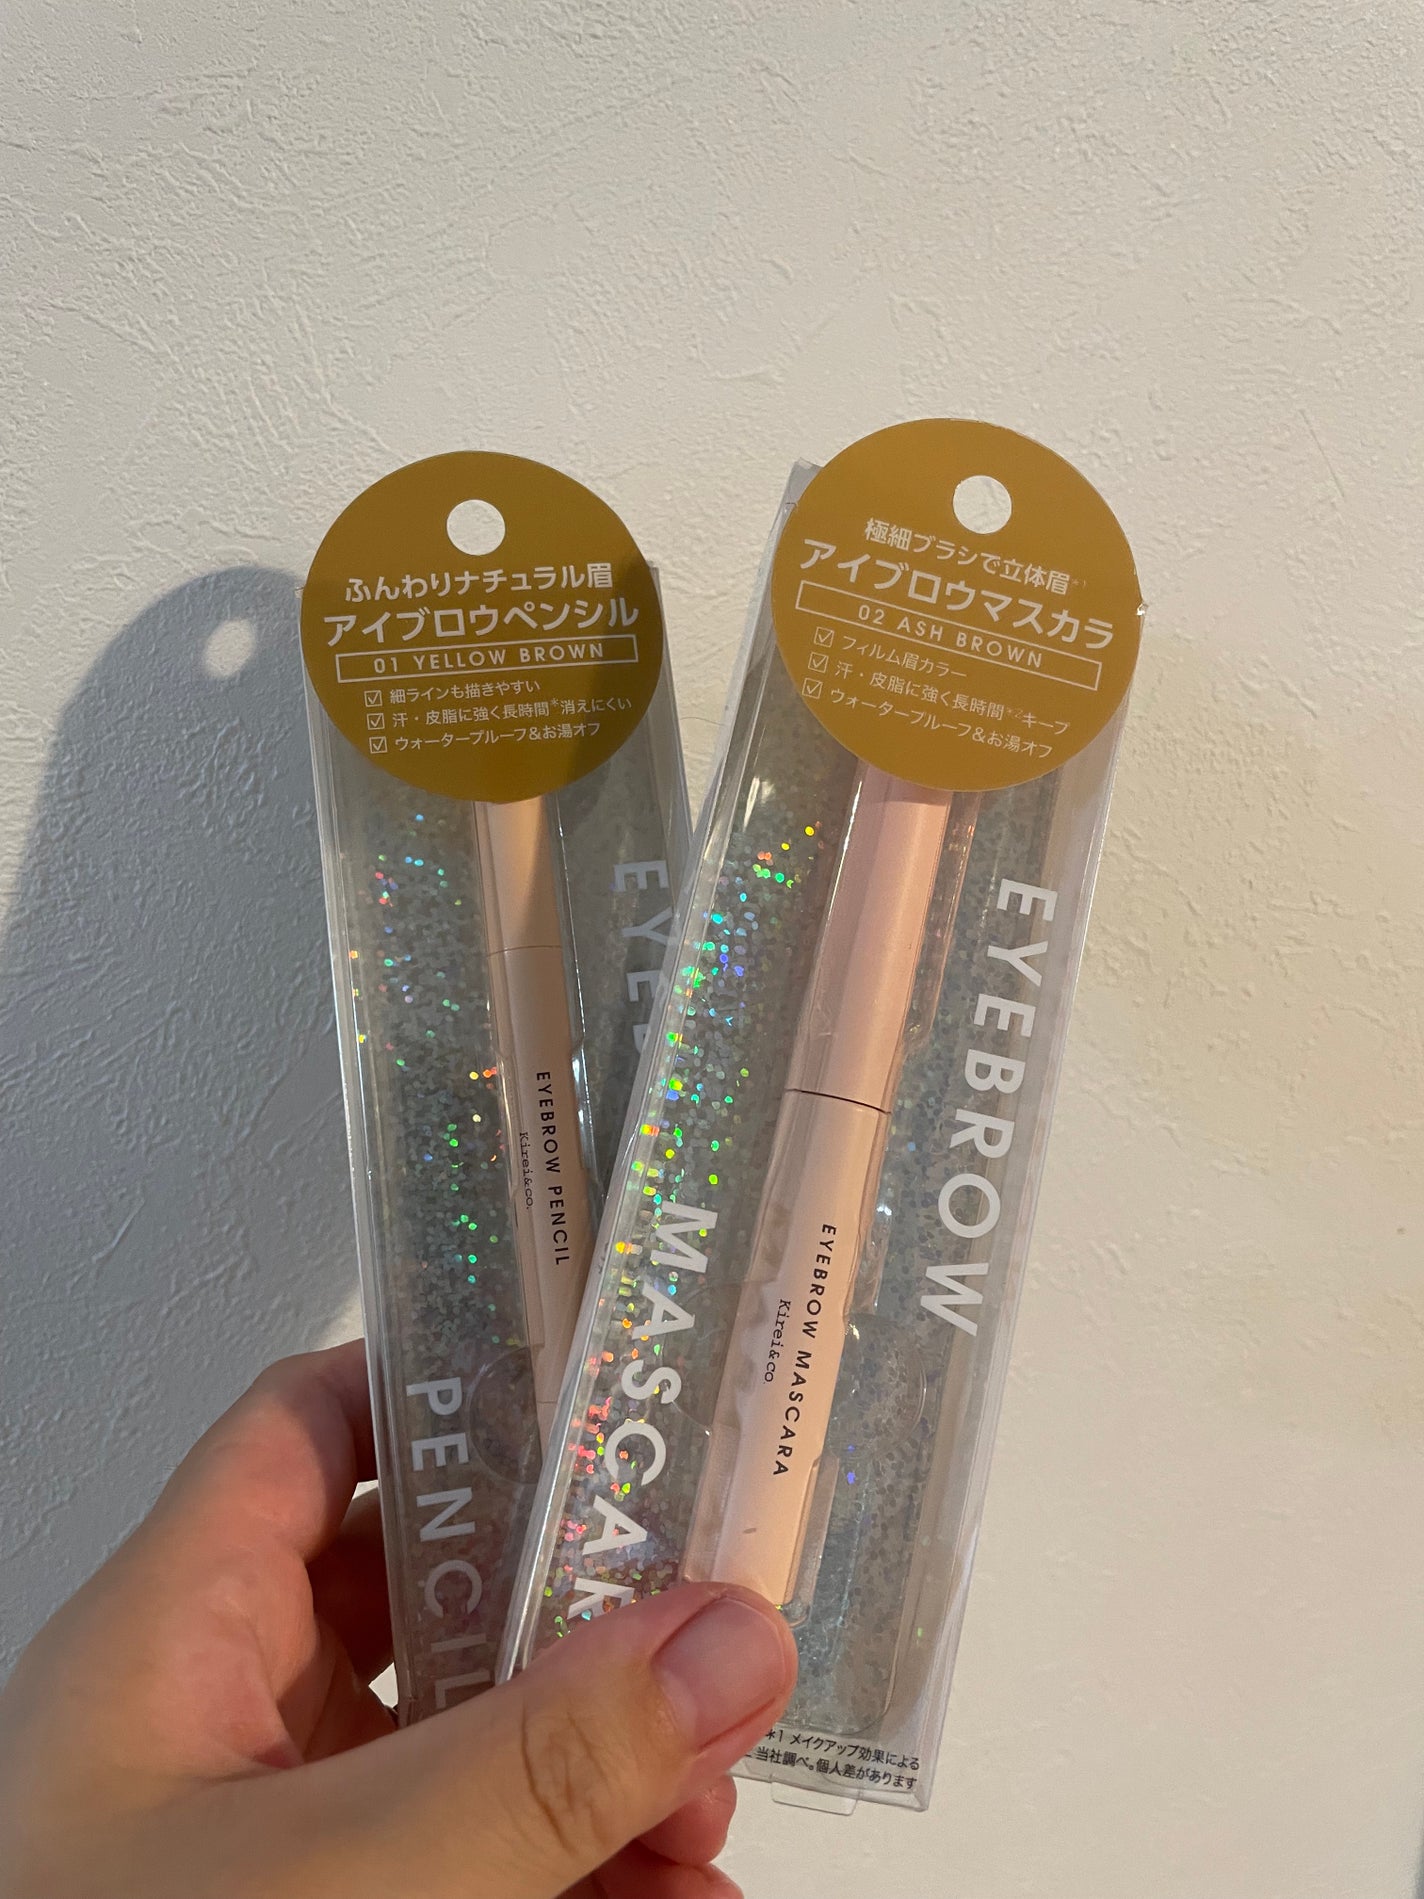 ふんわりナチュラル眉
アイブロウペンシル
01 YELLOW BROWN
細ラインも描きやすい
汗・皮脂に強く長時間*消えにくい
ウォータープルーフ&お湯オフ
EYEBROW PENCIL
Kirei&co.
PENCIL
極細ブラシで立体眉*1
アイブロウマスカラ
02 ASH BROWN
フィルム眉カラー
汗・皮脂に強く長時間*2キープ
ウォータープルーフ&お湯オフ
EYEBROW
EYEBROW MASCARA
Kirei&co.
MASCAR
*1 メイクアップ効果による
当社調べ。個人差があります